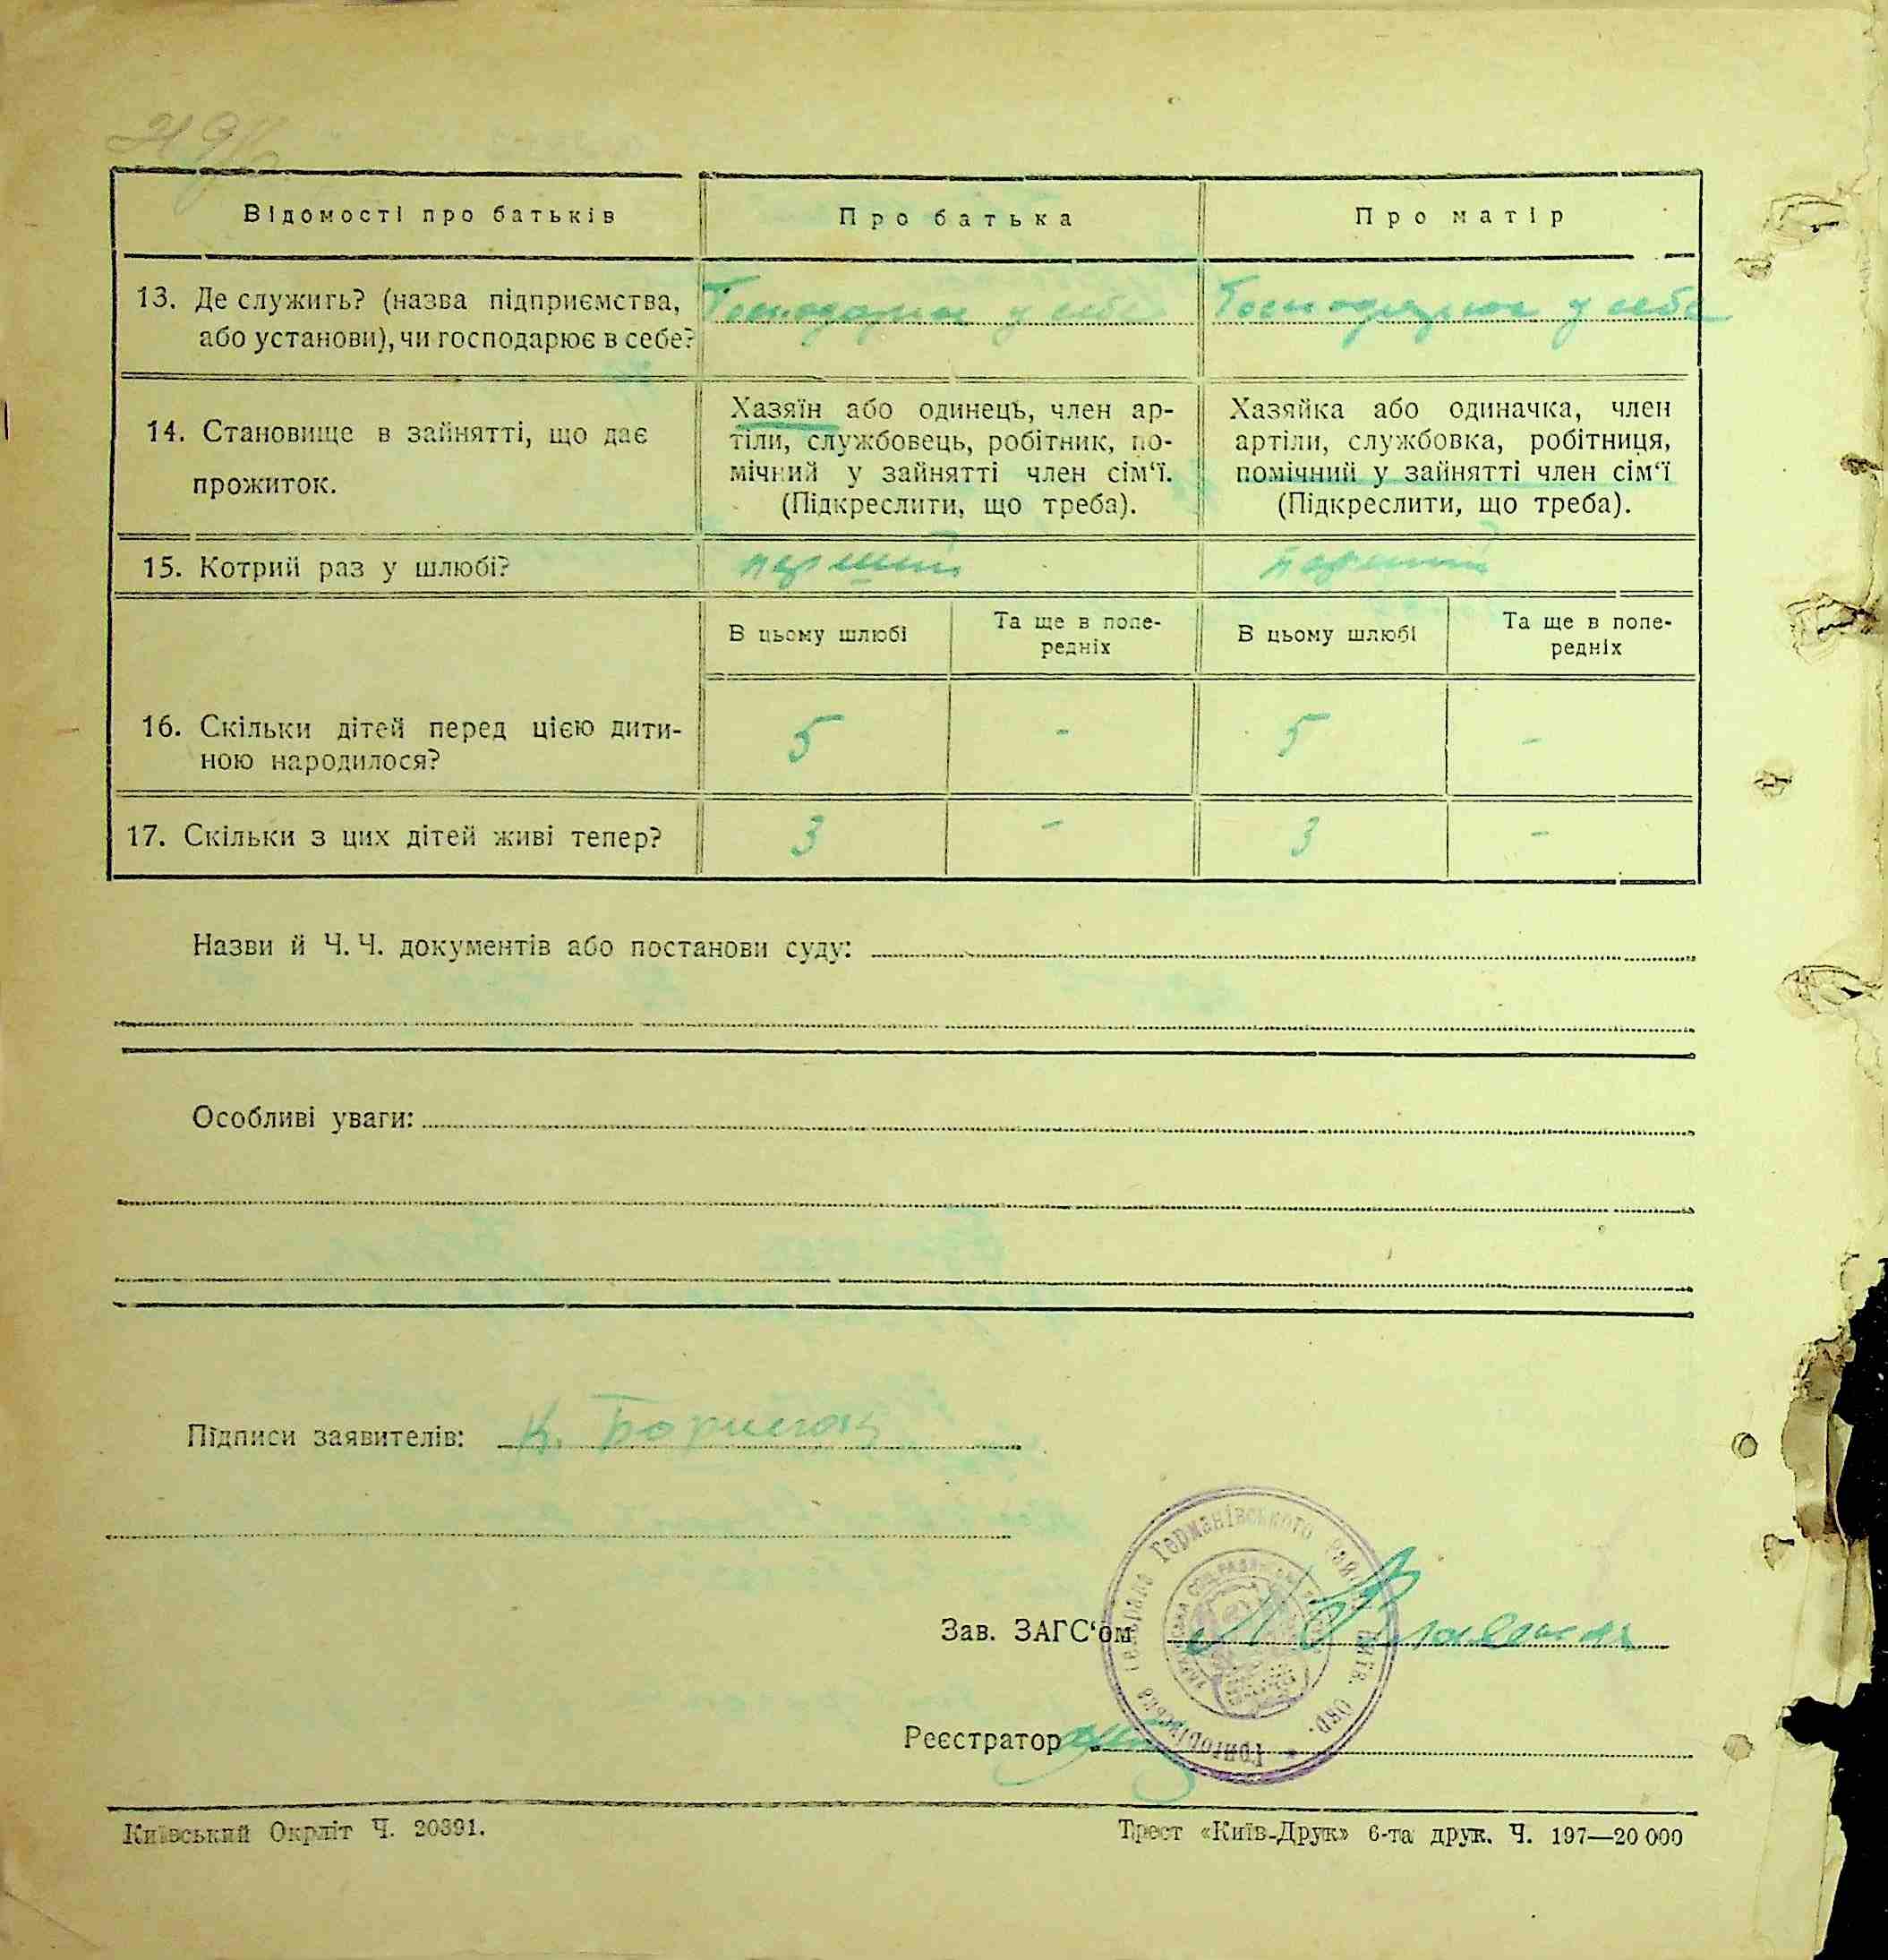 Відомості про батьків
Про батька
Про матір
13. Де служить? (назва підприємства,
або установи), чи господарює в себе?
Господарює у себе
Господарює у себе
14. Становище в зайнятті, що дає
прожиток.
Хазяїн або одинець, член ар-
тіли, службовець, робітник, по-
мічний у зайнятті член сім‘ї.
(Підкреслити, що треба).
Хазяйка або одиначка, член
артіли, службовка, робітниця,
помічний у зайнятті член сім‘ї
(Підкреслити, що треба).
15. Котрий раз у шлюбі?
перший
перший
В цьому шлюбі
Та ще в попе-
редніх
В цьому шлюбі
Та ще в попе-
редніх
16. Скільки дітей перед цією дити-
ною народилося?
5
-
5
-
17. Скільки з цих дітей живі тепер?
3
-
3
-
Назви й Ч. Ч. документів або постанови суду:
Особливі уваги:
Підписи заявителів: К.
Германівського
Зав. ЗАГС‘ом
Реєстратор
Київський Окрліт Ч. 20391.
Трест «Київ-Друк» 6-та друк. Ч. 197—20 000